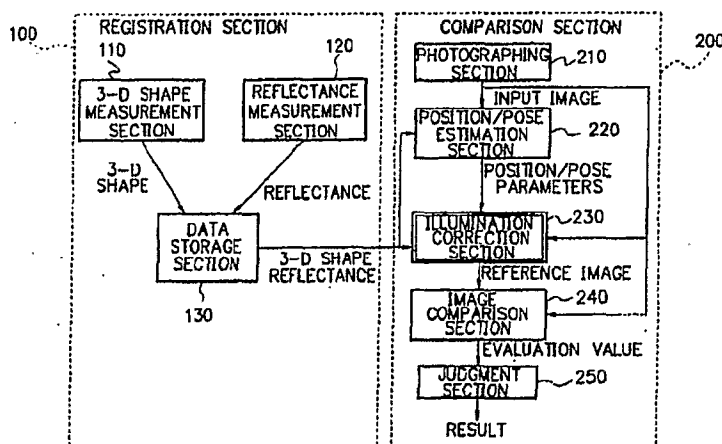 100
REGISTRATION SECTION
110
120
3-D SHAPE
MEASUREMENT
SECTION
REFLECTANCE
MEASUREMENT
SECTION
3-D
SHAPE
REFLECTANCE
DATA
STORAGE
SECTION
130
3-D SHAPE
REFLECTANCE
COMPARISON SECTION
200
PHOTOGRAPHING
SECTION
210
INPUT IMAGE
POSITION/POSE
ESTIMATION
SECTION
220
POSITION/POSE
PARAMETERS
230
ILLUMINATION
CORRECTION
SECTION
REFERENCE IMAGE
240
IMAGE
COMPARISON
SECTION
EVALUATION VALUE
JUDGMENT
SECTION
250
RESULT